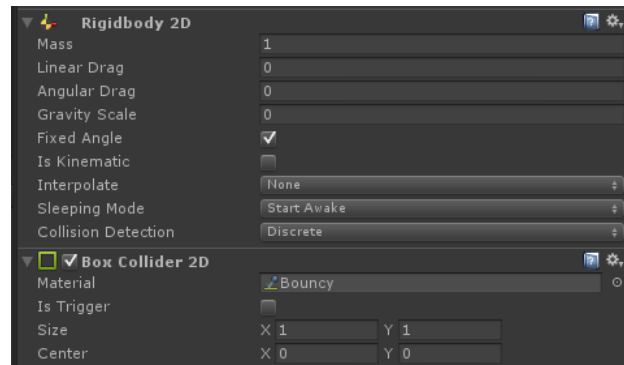 Rigidbody 2D
Mass 1
Linear Drag 0
Angular Drag 0
Gravity Scale 0
Fixed Angle
Is Kinematic
Interpolate None
Sleeping Mode Start Awake
Collision Detection Discrete
Box Collider 2D
Material Bouncy
Is Trigger
Size X 1 Y 1
Center X 0 Y 0